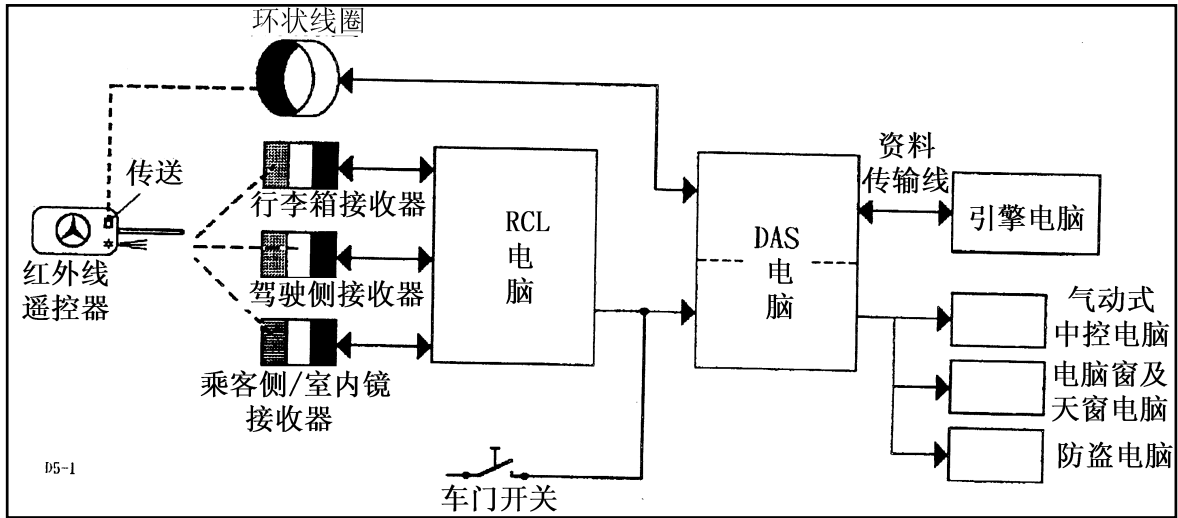 环状线圈
传送
红外线
遥控器
行李箱接收器
驾驶侧接收器
乘客侧/室内镜
接收器
RCL
电
脑
DAS
电
脑
资料
传输线
引擎电脑
气动式
中控电脑
电脑窗及
天窗电脑
防盗电脑
车门开关
D5-1